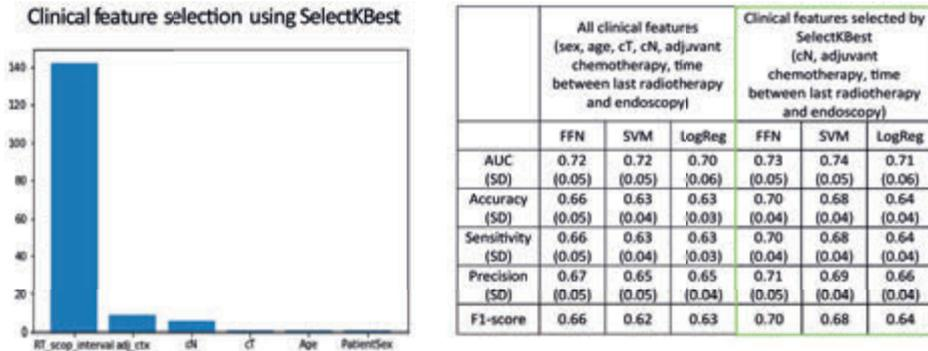 Clinical feature selection using SelectKBest
140
120
100
80
60
40
20
0
RT_scop_interval adj_ctx cN cT Age PatientSex
All clinical features
(sex, age, cT, cN, adjuvant
chemotherapy, time
between last radiotherapy
and endoscopy)
Clinical features selected by
SelectKBest
(cN, adjuvant
chemotherapy, time
between last radiotherapy
and endoscopy)
FFN SVM LogReg FFN SVM LogReg
AUC 0.72 0.72 0.70 0.73 0.74 0.71
(SD) (0.05) (0.05) (0.06) (0.05) (0.05) (0.06)
Accuracy 0.66 0.63 0.63 0.70 0.68 0.64
(SD) (0.05) (0.04) (0.03) (0.04) (0.04) (0.04)
Sensitivity 0.66 0.63 0.63 0.70 0.68 0.64
(SD) (0.05) (0.04) (0.03) (0.04) (0.04) (0.04)
Precision 0.67 0.65 0.65 0.71 0.69 0.66
(SD) (0.05) (0.05) (0.04) (0.05) (0.04) (0.04)
F1-score 0.66 0.62 0.63 0.70 0.68 0.64